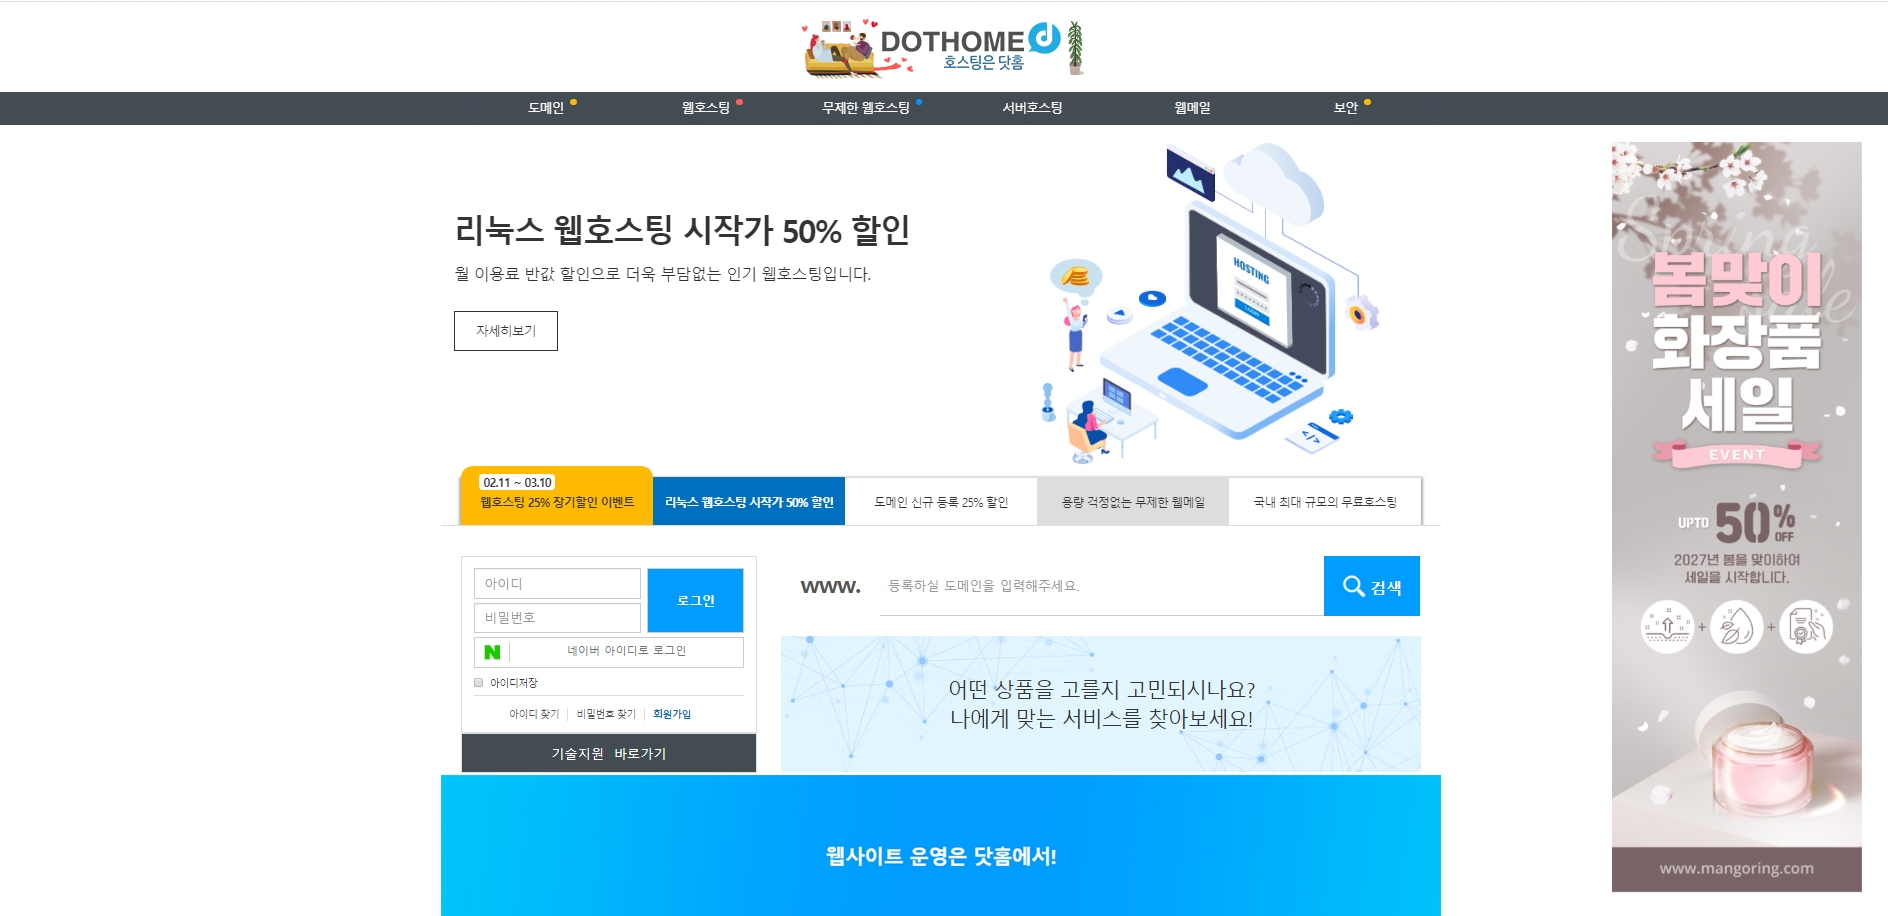 DOTHOME
호스팅은 닷홈
도메인
웹호스팅
무제한 웹호스팅
서버호스팅
웹메일
보안
리눅스 웹호스팅 시작가 50% 할인
월 이용료 반값 할인으로 더욱 부담없는 인기 웹호스팅입니다.
자세히보기
HOSTING
LOGIN
02.11 ~ 03.10
웹호스팅 25% 장기할인 이벤트
리눅스 웹호스팅 시작가 50% 할인
도메인 신규 등록 25% 할인
용량 걱정없는 무제한 웹메일
국내 최대 규모의 무료호스팅
아이디
비밀번호
로그인
N 네이버 아이디로 로그인
아이디저장
아이디 찾기
비밀번호 찾기
회원가입
기술지원 바로가기
www.
등록하실 도메인을 입력해주세요.
검색
어떤 상품을 고를지 고민되시나요?
나에게 맞는 서비스를 찾아보세요!
웹사이트 운영은 닷홈에서!
Spring
Sale
봄맞이
화장품
세일
EVENT
UPTO 50% OFF
2027년 봄을 맞이하여
세일을 시작합니다.
+ +
www.mangoring.com